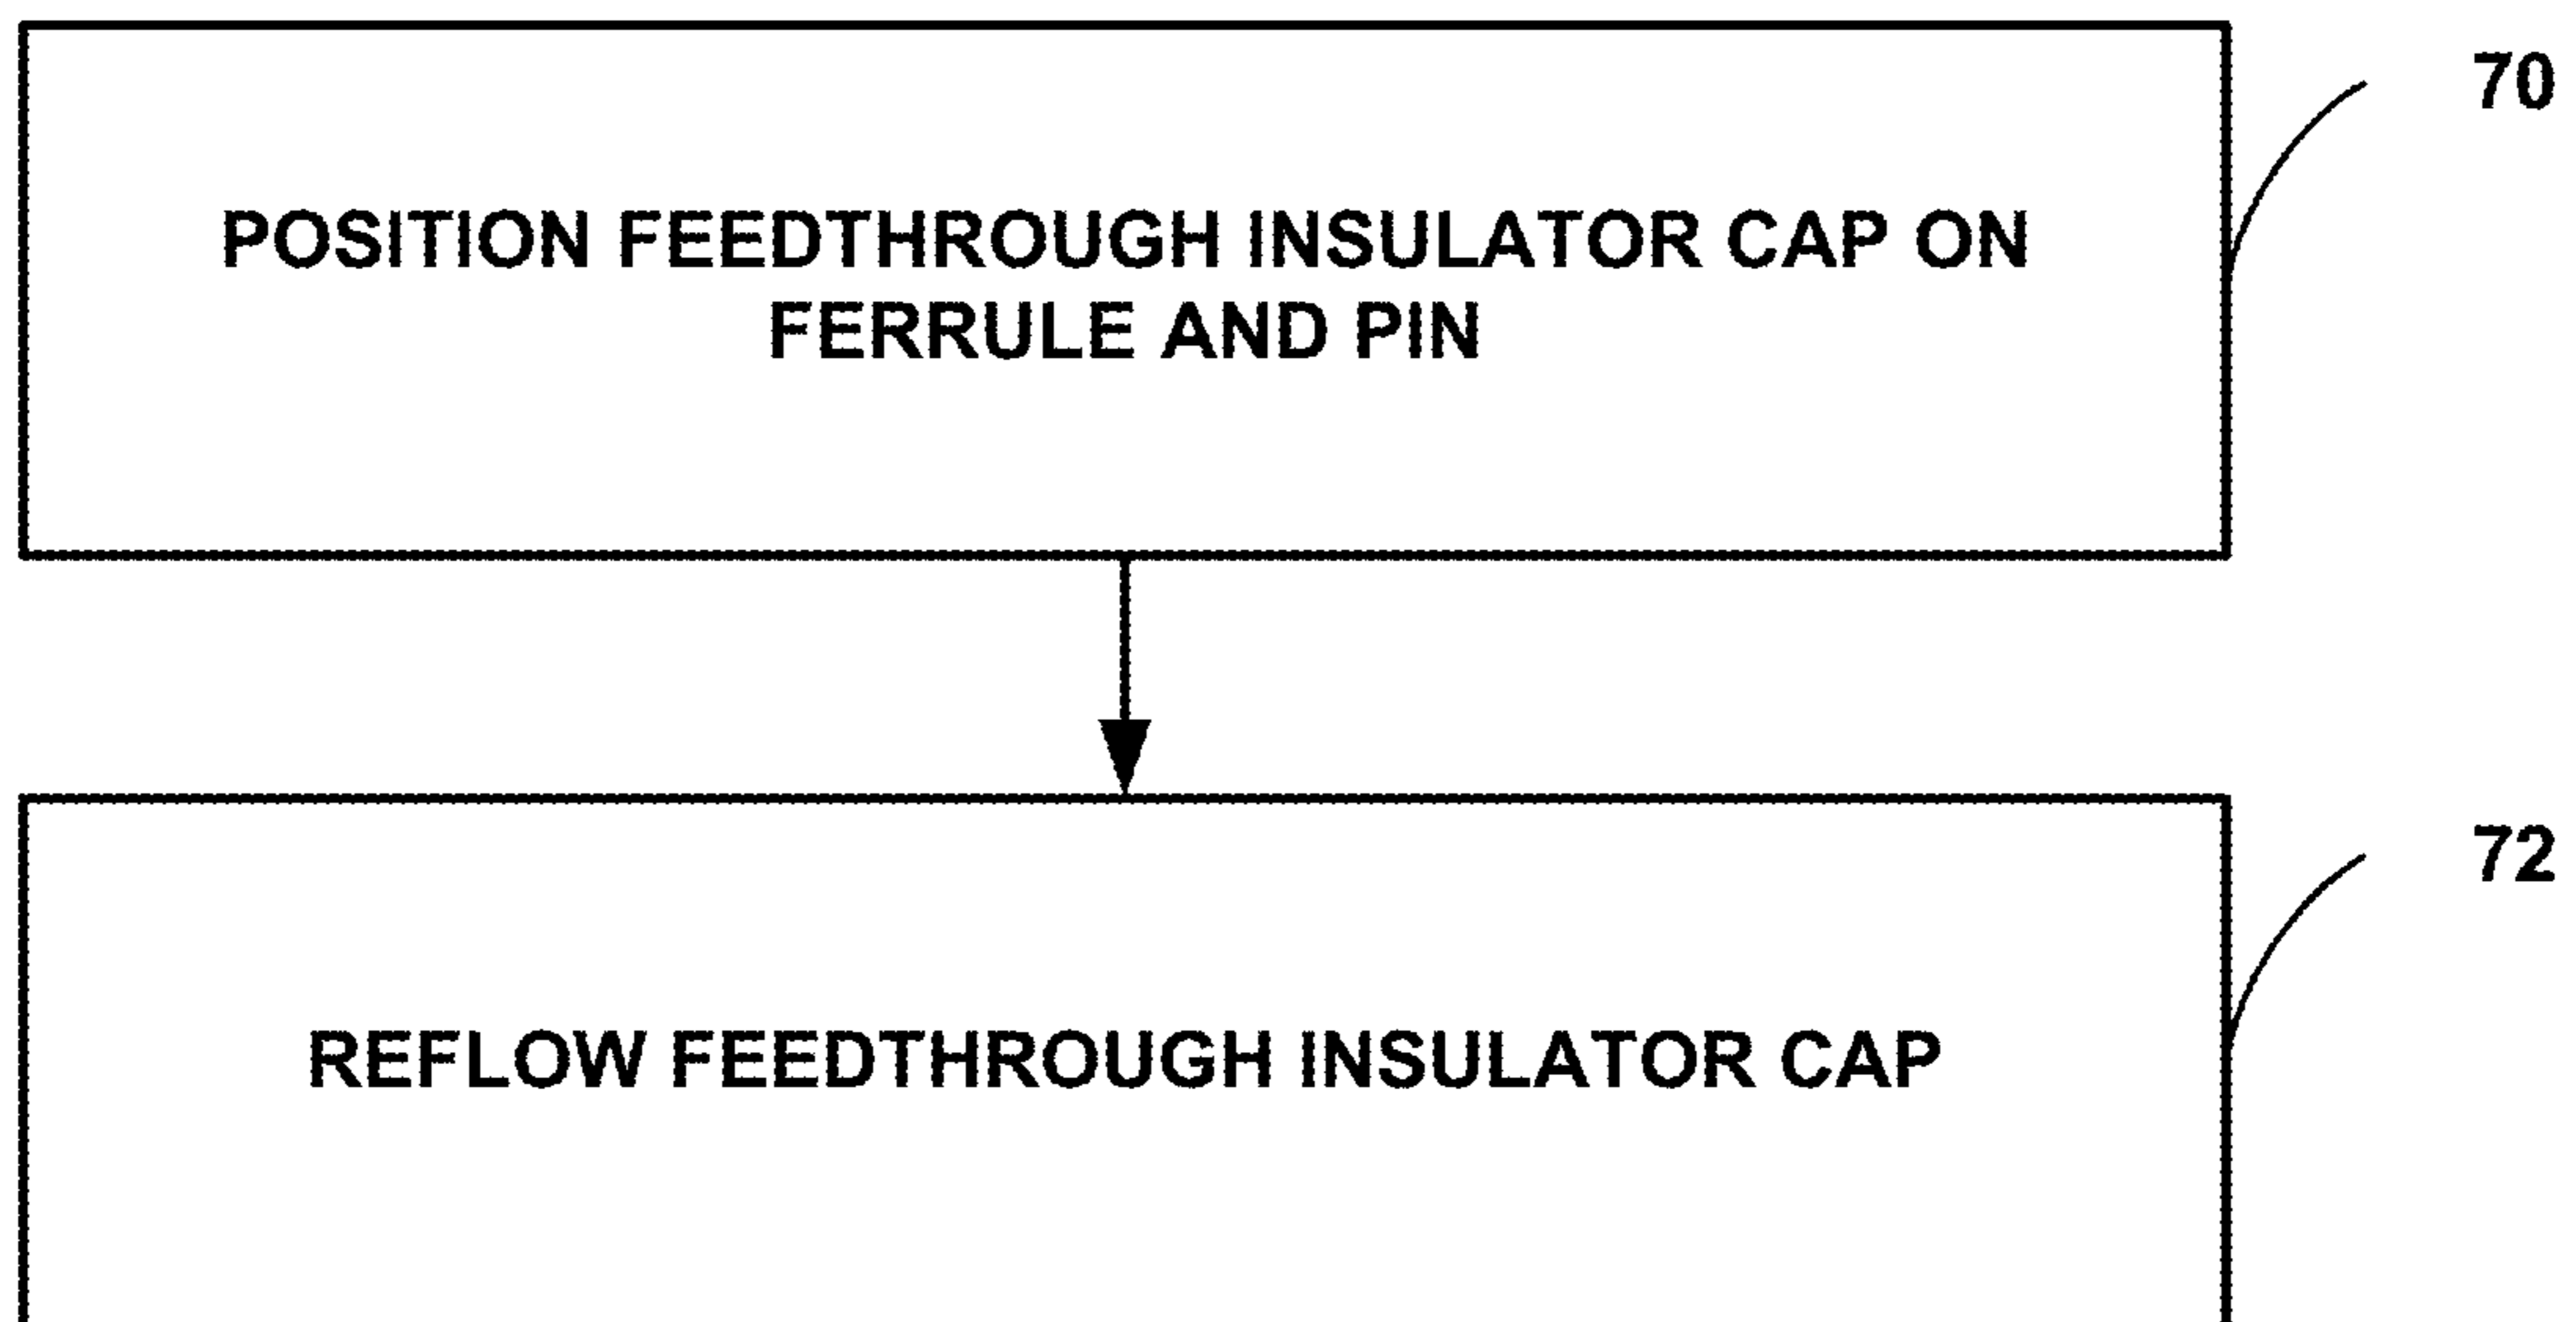 70
POSITION FEEDTHROUGH INSULATOR CAP ON
FERRULE AND PIN
72
REFLOW FEEDTHROUGH INSULATOR CAP